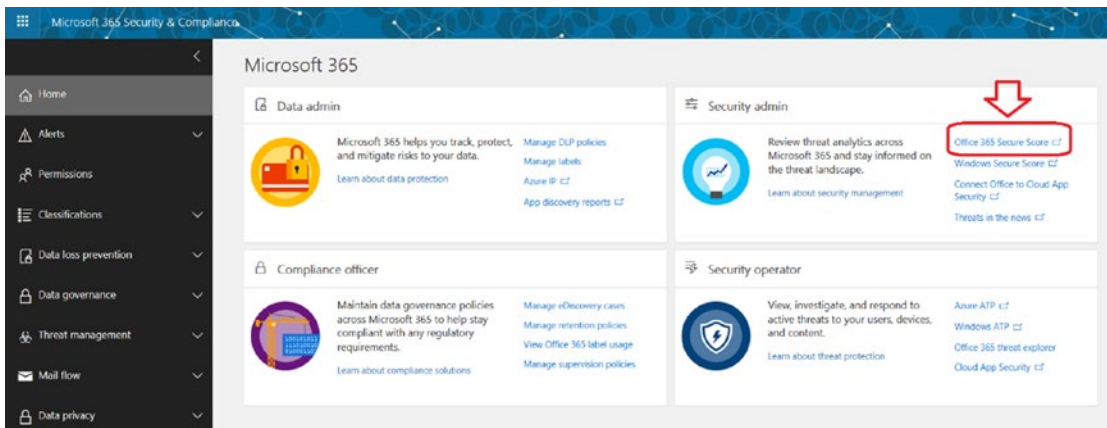 Microsoft 365 Security & Compliance
Home
Alerts
Permissions
Classifications
Data loss prevention
Data governance
Threat management
Mail flow
Data privacy
Microsoft 365
Data admin
Microsoft 365 helps you track, protect,
and mitigate risks to your data.
Learn about data protection
Manage DLP policies
Manage labels
Azure IP
App discovery reports
Security admin
Review threat analytics across
Microsoft 365 and stay informed on
the threat landscape.
Learn about security management
Office 365 Secure Score
Windows Secure Score
Connect Office to Cloud App
Security
Threats in the news
Compliance officer
Maintain data governance policies
across Microsoft 365 to help stay
compliant with any regulatory
requirements.
Learn about compliance solutions
Manage eDiscovery cases
Manage retention policies
View Office 365 label usage
Manage supervision policies
Security operator
View, investigate, and respond to
active threats to your users, devices,
and content.
Learn about threat protection
Azure ATP
Windows ATP
Office 365 threat explorer
Cloud App Security